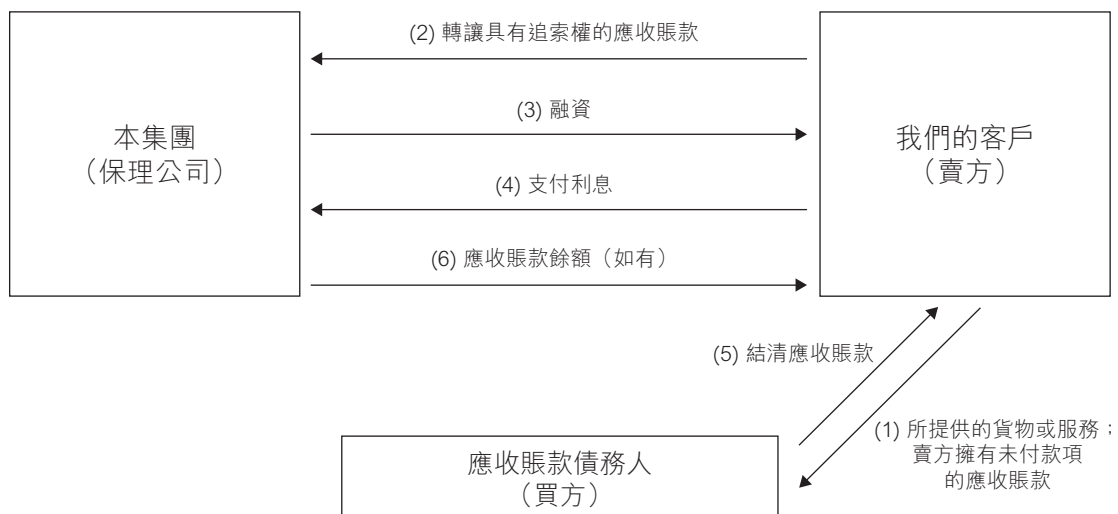 (2) 轉讓具有追索權的應收賬款
(3) 融資
本集團
（保理公司）
我們的客戶
（賣方）
(4) 支付利息
(6) 應收賬款餘額（如有）
(5) 結清應收賬款
(1) 所提供的貨物或服務；
賣方擁有未付款項
的應收賬款
應收賬款債務人
（買方）